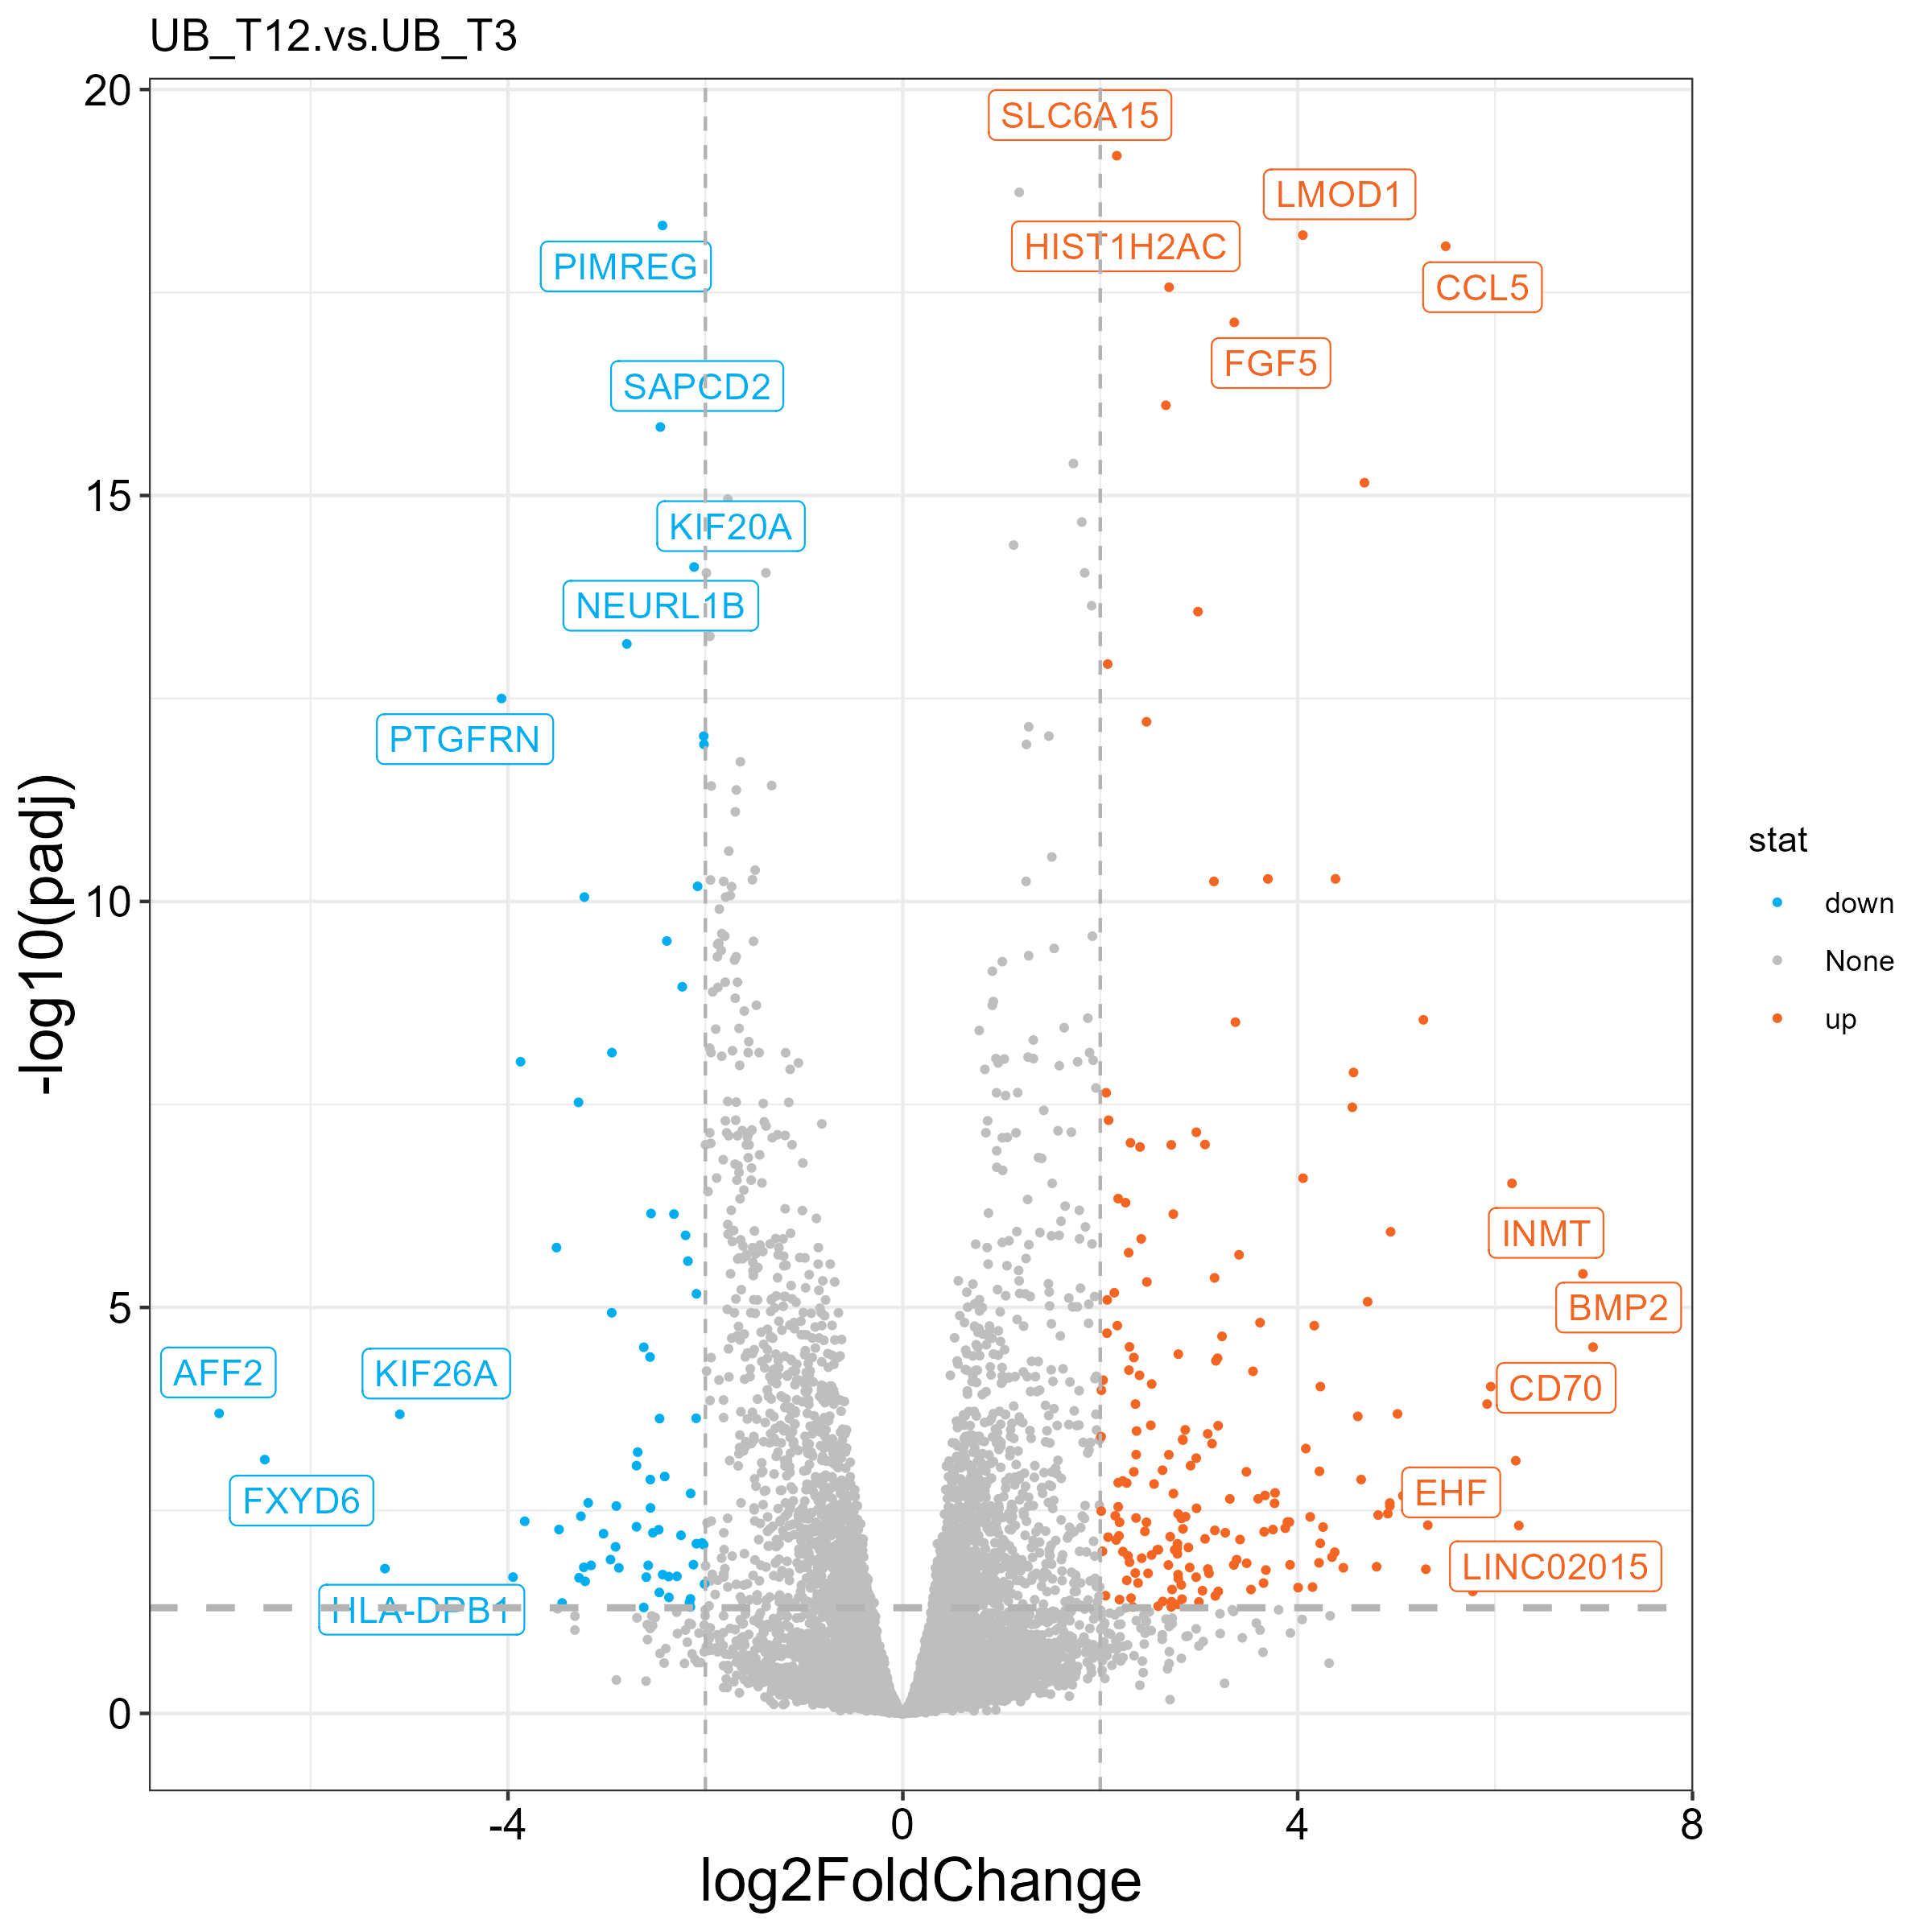 UB_T12.vs.UB_T3
20
SLC6A15
LMOD1
PIMREG
HIST1H2AC
CCL5
FGF5
SAPCD2
15
KIF20A
NEURL1B
PTGFRN
-log10(padj)
10
stat
down
None
up
INMT
5
BMP2
AFF2
KIF26A
CD70
FXYD6
EHF
LINC02015
HLA-DPB1
0
-4
0
4
8
log2FoldChange